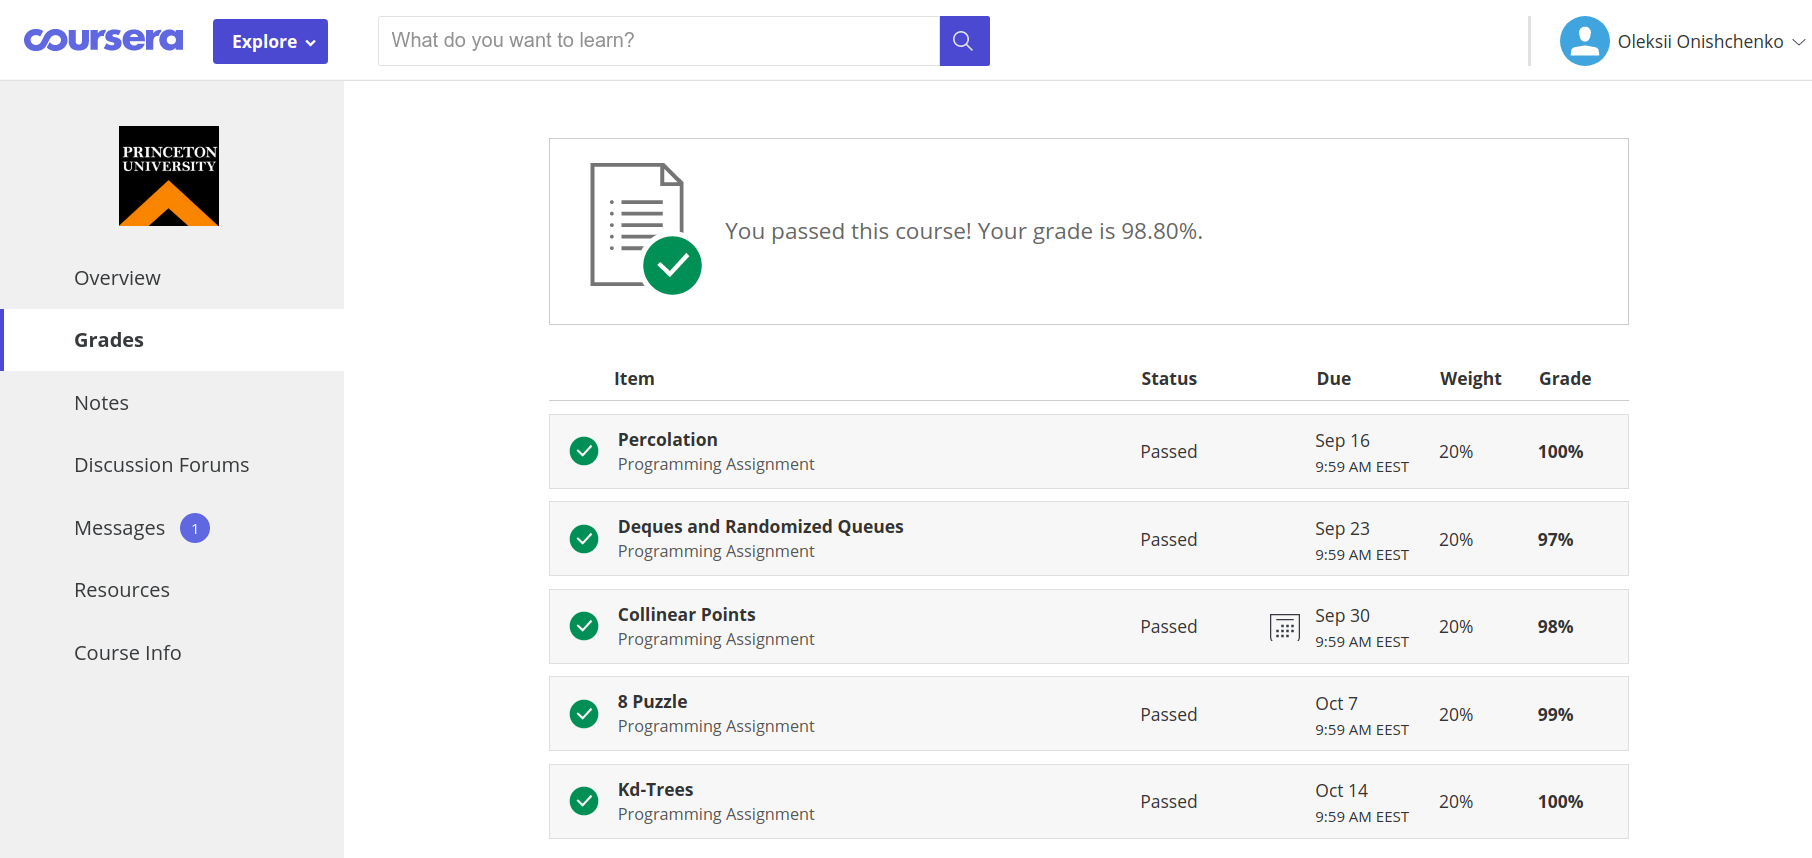 coursera
Explore
What do you want to learn?
Oleksii Onishchenko
PRINCETON
UNIVERSITY
Overview
Grades
Notes
Discussion Forums
Messages 1
Resources
Course Info
You passed this course! Your grade is 98.80%.
Item Status Due Weight Grade
Percolation
Programming Assignment
Passed
Sep 16
9:59 AM EEST
20%
100%
Deques and Randomized Queues
Programming Assignment
Passed
Sep 23
9:59 AM EEST
20%
97%
Collinear Points
Programming Assignment
Passed
Sep 30
9:59 AM EEST
20%
98%
8 Puzzle
Programming Assignment
Passed
Oct 7
9:59 AM EEST
20%
99%
Kd-Trees
Programming Assignment
Passed
Oct 14
9:59 AM EEST
20%
100%